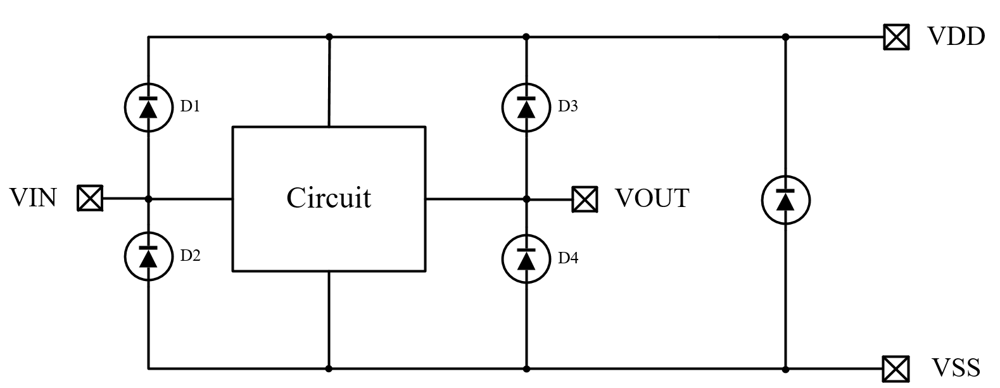 VDD
D1
D3
VIN
Circuit
VOUT
D2
D4
VSS